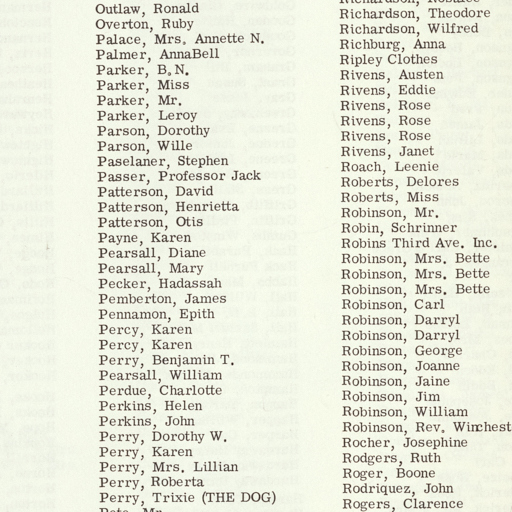 Outlaw, Ronald
Overton, Ruby
Palace, Mrs. Annette N.
Palmer, AnnaBell
Parker, B.N.
Parker, Miss
Parker, Mr.
Parker, Leroy
Parson, Dorothy
Parson, Wille
Paselaner, Stephen
Passer, Professor Jack
Patterson, David
Patterson, Henrietta
Patterson, Otis
Payne, Karen
Pearsall, Diane
Pearsall, Mary
Pecker, Hadassah
Pemberton, James
Pennamon, Epith
Percy, Karen
Percy, Karen
Perry, Benjamin T.
Pearsall, William
Perdue, Charlotte
Perkins, Helen
Perkins, John
Perry, Dorothy W.
Perry, Karen
Perry, Mrs. Lillian
Perry, Roberta
Perry, Trixie (THE DOG)
Richardson, Theodore
Richardson, Wilfred
Richburg, Anna
Ripley Clothes
Rivens, Austen
Rivens, Eddie
Rivens, Rose
Rivens, Rose
Rivens, Rose
Rivens, Janet
Roach, Leenie
Roberts, Delores
Roberts, Miss
Robinson, Mr.
Robin, Schrinner
Robins Third Ave. Inc.
Robinson, Mrs. Bette
Robinson, Mrs. Bette
Robinson, Mrs. Bette
Robinson, Carl
Robinson, Darryl
Robinson, Darryl
Robinson, George
Robinson, Joanne
Robinson, Jaine
Robinson, Jim
Robinson, William
Robinson, Rev. Winchest
Rocher, Josephine
Rodgers, Ruth
Roger, Boone
Rodriquez, John
Rogers, Clarence